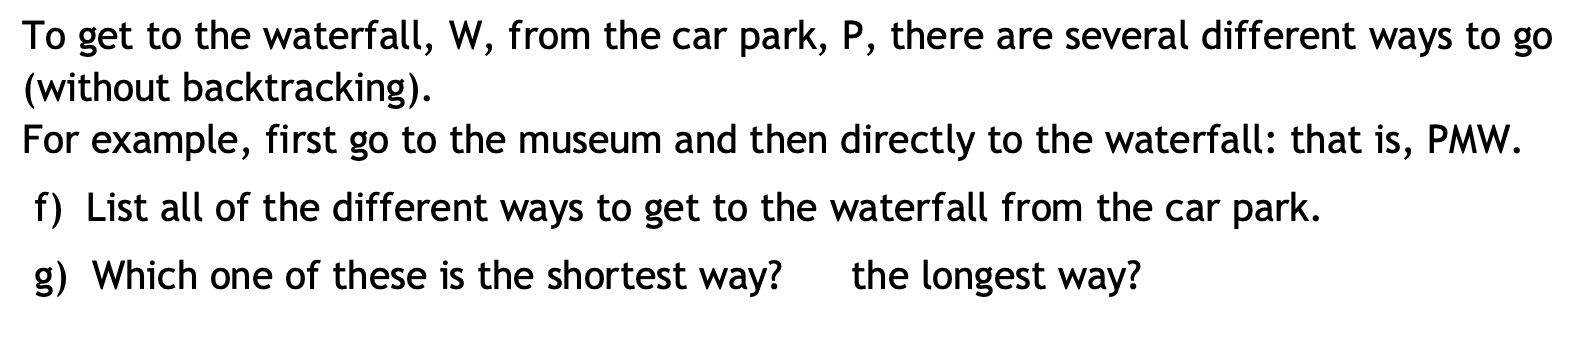 To get to the waterfall, W, from the car park, P, there are several different ways to go
(without backtracking).
For example, first go to the museum and then directly to the waterfall: that is, PMW.
f) List all of the different ways to get to the waterfall from the car park.
g) Which one of these is the shortest way? the longest way?